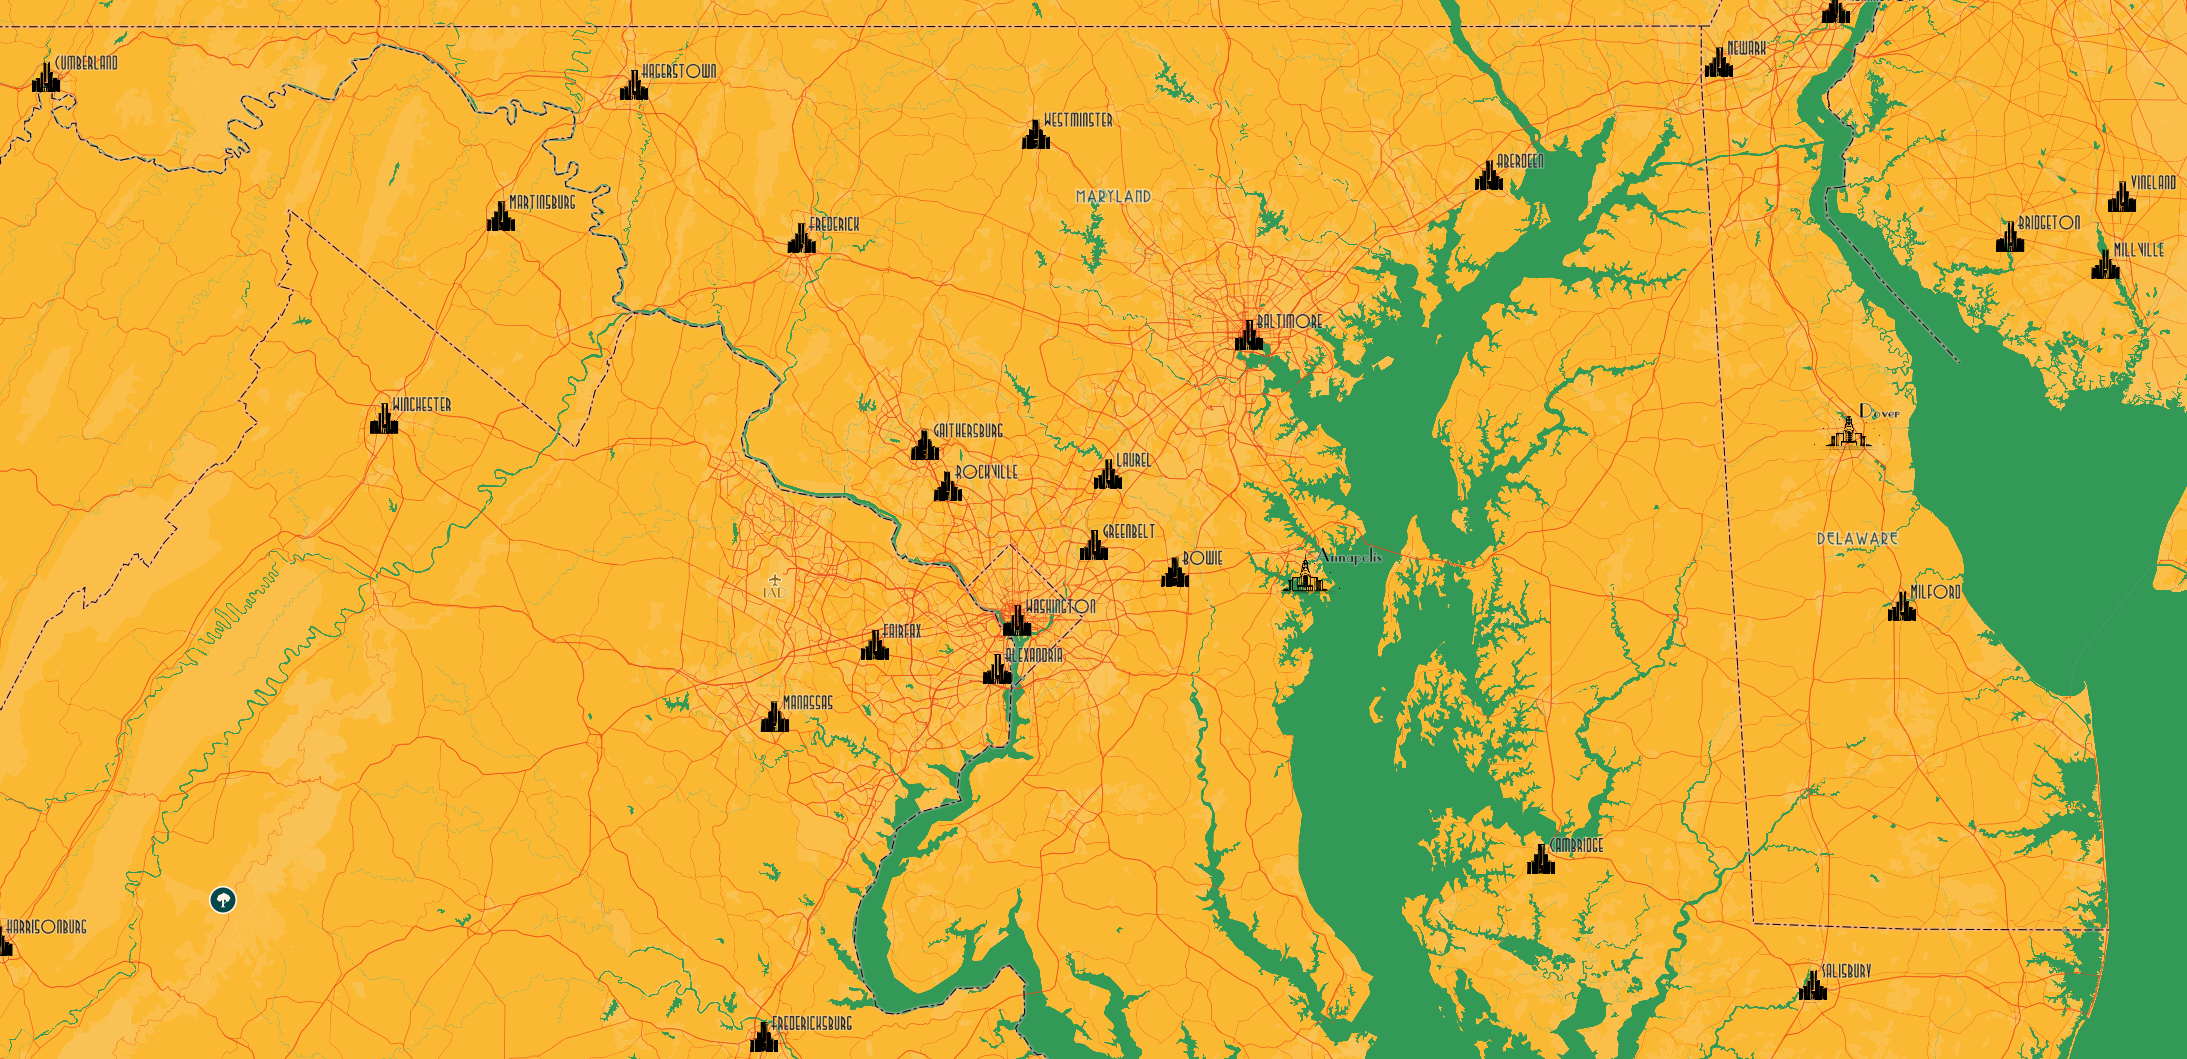 NEWARK
CUMBERLAND
HAGERSTOWN
WESTMINSTER
ABERDEEN
VINELAND
MARYLAND
MARTINSBURG
FREDERICK
BRIDGETON
MILLVILLE
BALTIMORE
WINCHESTER
Dover
GAITHERSBURG
LAUREL
ROCKVILLE
GREENBELT
DELAWARE
BOWIE
Annapolis
IAD
MILFORD
WASHINGTON
FAIRFAX
ALEXANDRIA
MANASSAS
CAMBRIDGE
HARRISONBURG
SALISBURY
FREDERICKSBURG